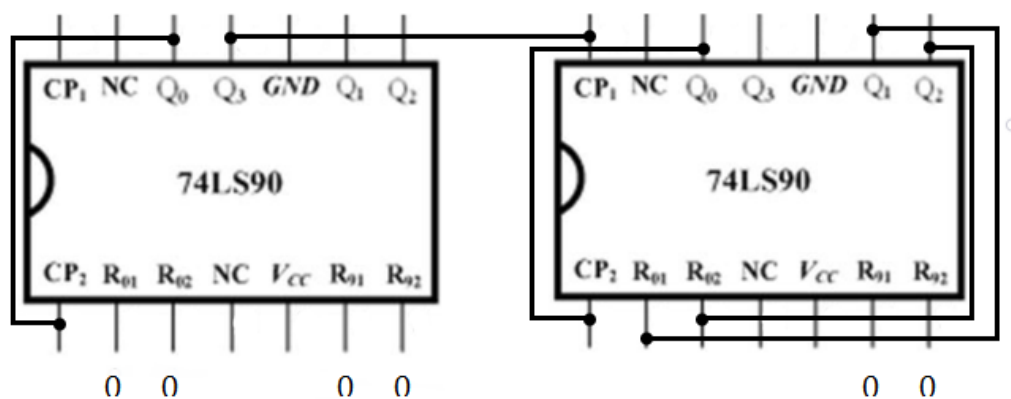 CP₁ NC Q₀ Q₃ GND Q₁ Q₂
74LS90
CP₂ R₀₁ R₀₂ NC V_CC R₉₁ R₉₂
0 0 0 0
CP₁ NC Q₀ Q₃ GND Q₁ Q₂
74LS90
CP₂ R₀₁ R₀₂ NC V_CC R₉₁ R₉₂
0 0